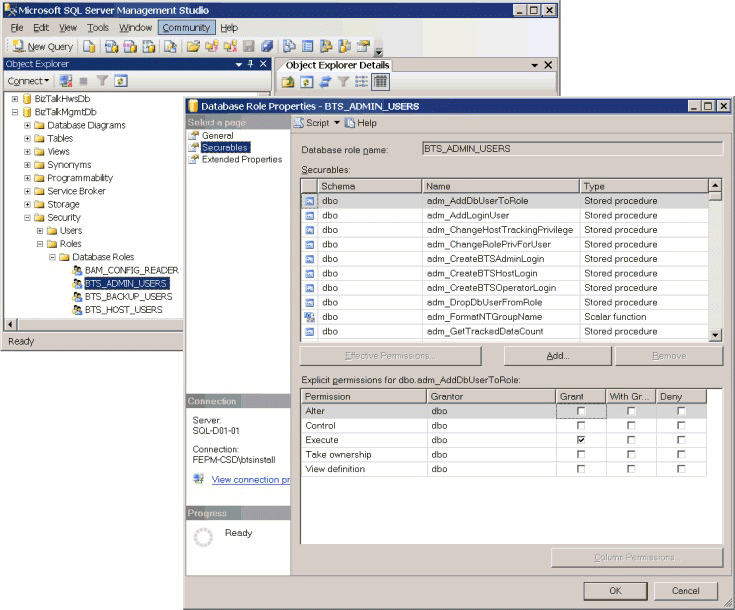 Microsoft SQL Server Management Studio
File Edit View Tools Window Community Help
New Query
Object Explorer
Connect
BizTalkHwsDb
BizTalkMgmtDb
Database Diagrams
Tables
Views
Synonyms
Programmability
Service Broker
Storage
Security
Users
Roles
Database Roles
BAM_CONFIG_READER
BTS_ADMIN_USERS
BTS_BACKUP_USERS
BTS_HOST_USERS
Ready
Object Explorer Details
Database Role Properties - BTS_ADMIN_USERS
Select a page
General
Securables
Extended Properties
Connection
Server:
SQL-D01-01
Connection:
FEPM-CSD\btsinstall
View connection pr
Progress
Ready
Script Help
Database role name: BTS_ADMIN_USERS
Securables:
Schema Name Type
dbo adm_AddDbUserToRole Stored procedure
dbo adm_AddLoginUser Stored procedure
dbo adm_ChangeHostTrackingPrivilege Stored procedure
dbo adm_ChangeRolePrivForUser Stored procedure
dbo adm_CreateBTSAdminLogin Stored procedure
dbo adm_CreateBTSHostLogin Stored procedure
dbo adm_CreateBTSOperatorLogin Stored procedure
dbo adm_DropDbUserFromRole Stored procedure
dbo adm_FormatNTGroupName Scalar function
dbo adm_GetTrackedDataCount Stored procedure
Effective Permissions... Add... Remove
Explicit permissions for dbo.adm_AddDbUserToRole:
Permission Grantor Grant With Gr... Deny
Alter dbo
Control dbo
Execute dbo
Take ownership dbo
View definition dbo
Column Permissions...
OK Cancel